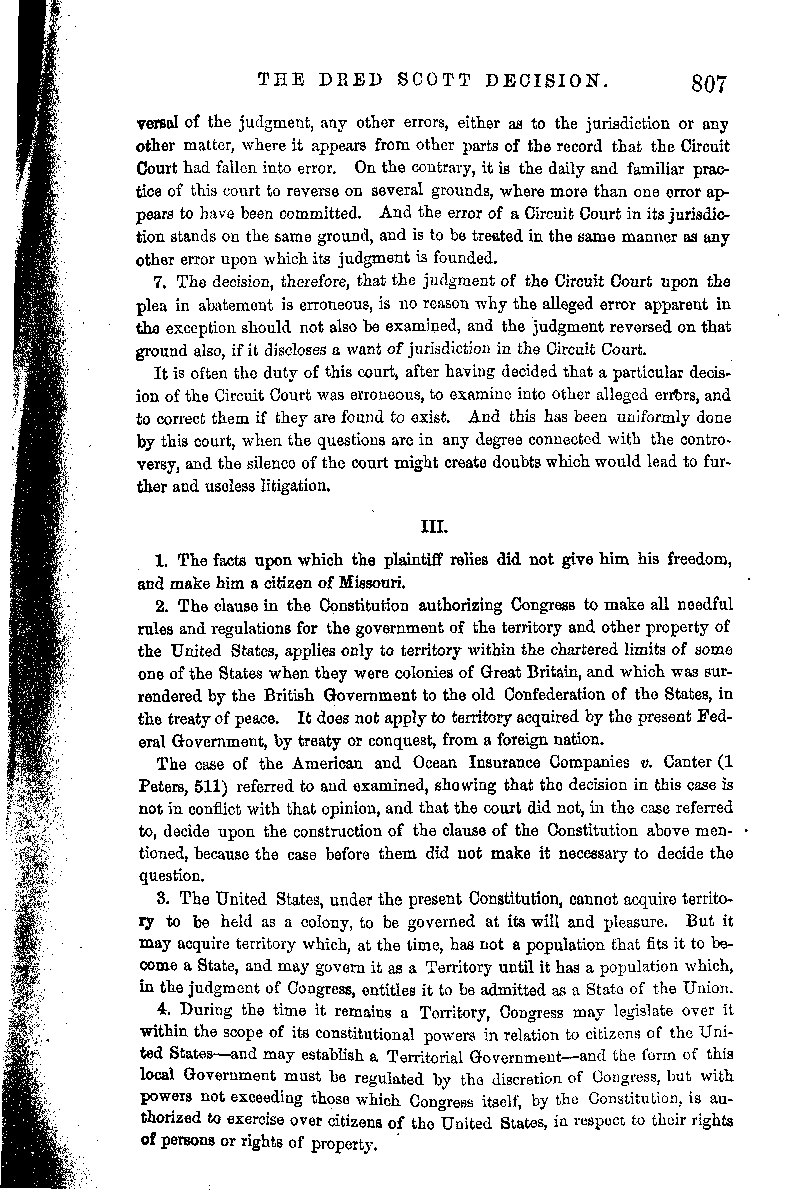 THE DRED SCOTT DECISION. 807
versal of the judgment, any other errors, either as to the jurisdiction or any
other matter, where it appears from other parts of the record that the Circuit
Court had fallen into error. On the contrary, it is the daily and familiar prac-
tice of this court to reverse on several grounds, where more than one error ap-
pears to have been committed. And the error of a Circuit Court in its jurisdic-
tion stands on the same ground, and is to be treated in the same manner as any
other error upon which its judgment is founded.
7. The decision, therefore, that the judgment of the Circuit Court upon the
plea in abatement is erroneous, is no reason why the alleged error apparent in
the exception should not also be examined, and the judgment reversed on that
ground also, if it discloses a want of jurisdiction in the Circuit Court.
It is often the duty of this court, after having decided that a particular decis-
ion of the Circuit Court was erroneous, to examine into other alleged errors, and
to correct them if they are found to exist. And this has been uniformly done
by this court, when the questions are in any degree connected with the contro-
versy, and the silence of the court might create doubts which would lead to fur-
ther and useless litigation.
III.
1. The facts upon which the plaintiff relies did not give him his freedom,
and make him a citizen of Missouri.
2. The clause in the Constitution authorizing Congress to make all needful
rules and regulations for the government of the territory and other property of
the United States, applies only to territory within the chartered limits of some
one of the States when they were colonies of Great Britain, and which was sur-
rendered by the British Government to the old Confederation of the States, in
the treaty of peace. It does not apply to territory acquired by the present Fed-
eral Government, by treaty or conquest, from a foreign nation.
The case of the American and Ocean Insurance Companies v. Canter (1
Peters, 511) referred to and examined, showing that the decision in this case is
not in conflict with that opinion, and that the court did not, in the case referred
to, decide upon the construction of the clause of the Constitution above men-
tioned, because the case before them did not make it necessary to decide the
question.
3. The United States, under the present Constitution, cannot acquire territo-
ry to be held as a colony, to be governed at its will and pleasure. But it
may acquire territory which, at the time, has not a population that fits it to be-
come a State, and may govern it as a Territory until it has a population which,
in the judgment of Congress, entitles it to be admitted as a State of the Union.
4. During the time it remains a Territory, Congress may legislate over it
within the scope of its constitutional powers in relation to citizens of the Uni-
ted States—and may establish a Territorial Government—and the form of this
local Government must be regulated by the discretion of Congress, but with
powers not exceeding those which Congress itself, by the Constitution, is au-
thorized to exercise over citizens of the United States, in respect to their rights
of persons or rights of property.